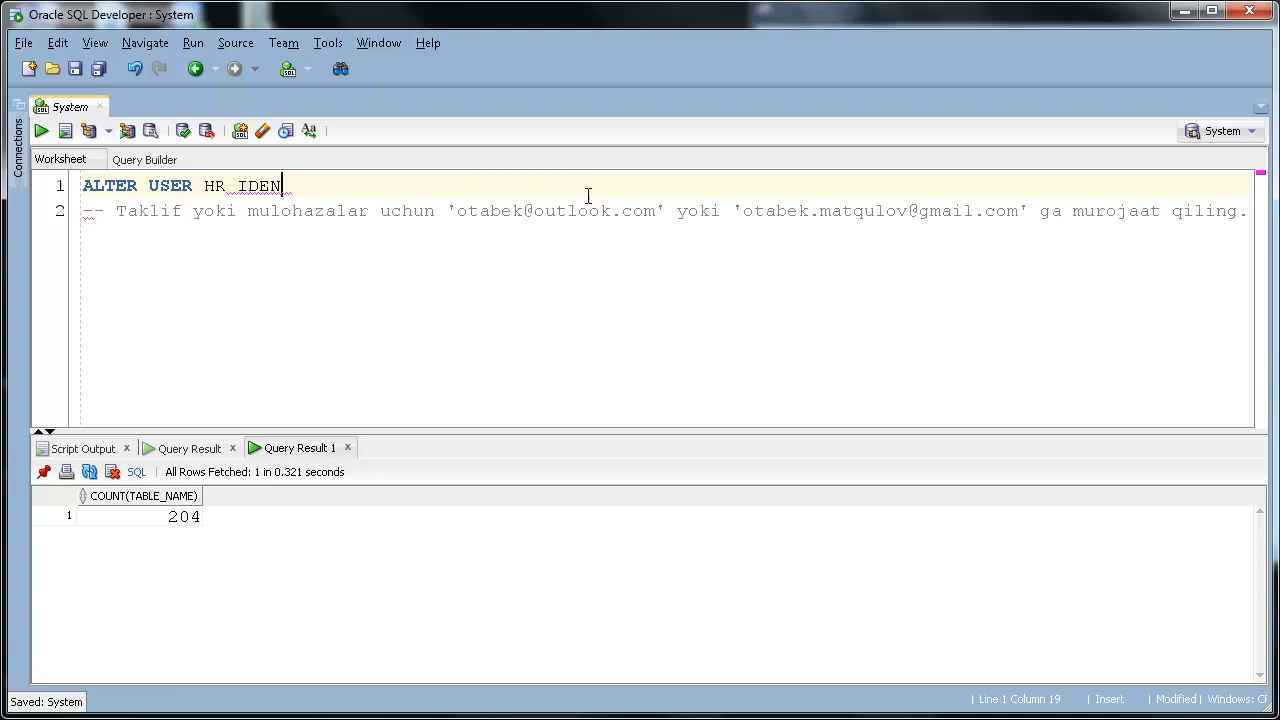 Oracle SQL Developer : System
File Edit View Navigate Run Source Team Tools Window Help
System
System
Connections
Worksheet Query Builder
1 ALTER USER HR IDEN
2 -- Taklif yoki mulohazalar uchun 'otabek@outlook.com' yoki 'otabek.matqulov@gmail.com' ga murojaat qiling.
Script Output x Query Result x Query Result 1 x
SQL | All Rows Fetched: 1 in 0.321 seconds
COUNT(TABLE_NAME)
1 204
Saved: System
| Line 1 Column 19 | Insert | Modified | Windows: